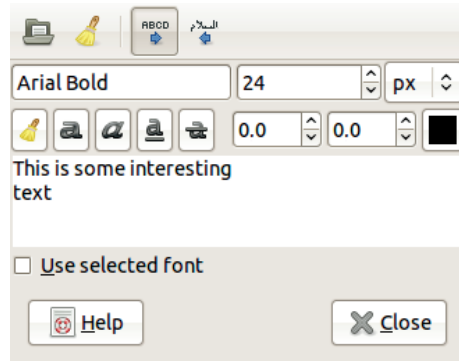 ABCD السلام
Arial Bold 24 px
a a a a 0.0 0.0
This is some interesting
text
Use selected font
Help Close